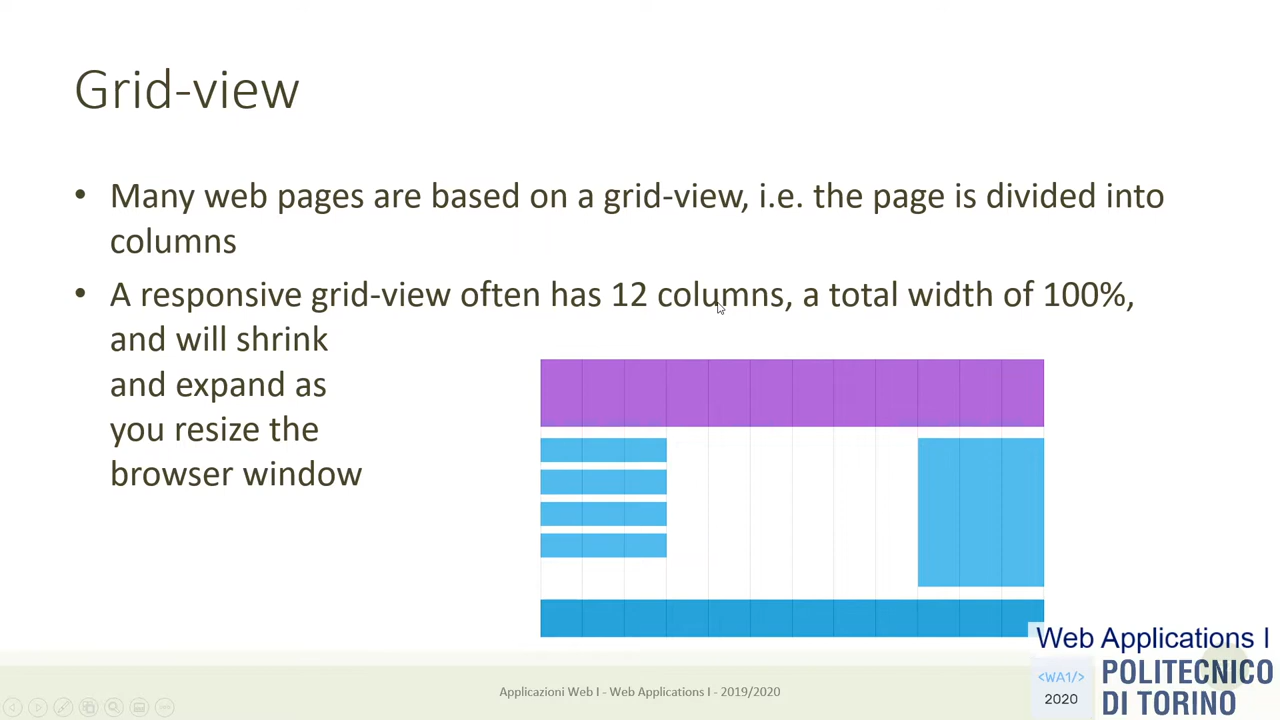 Grid-view
• Many web pages are based on a grid-view, i.e. the page is divided into
columns
• A responsive grid-view often has 12 columns, a total width of 100%,
and will shrink
and expand as
you resize the
browser window
Applicazioni Web I - Web Applications I - 2019/2020
Web Applications I
<WA1/>
2020
POLITECNICO
DI TORINO